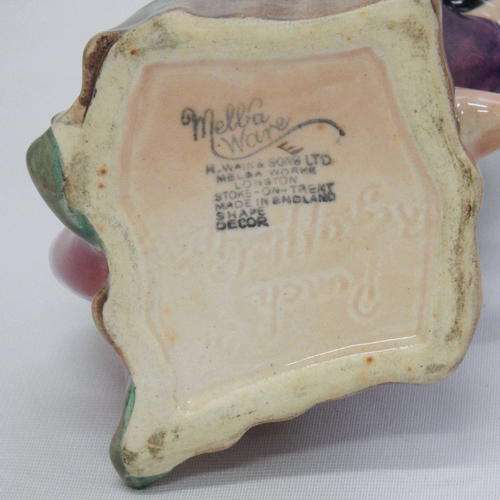 Melba
Ware
H. WAIN & SONS LTD.
MELBA WORKS
LONGTON
STOKE-ON-TRENT
MADE IN ENGLAND
SHAPE
DECOR